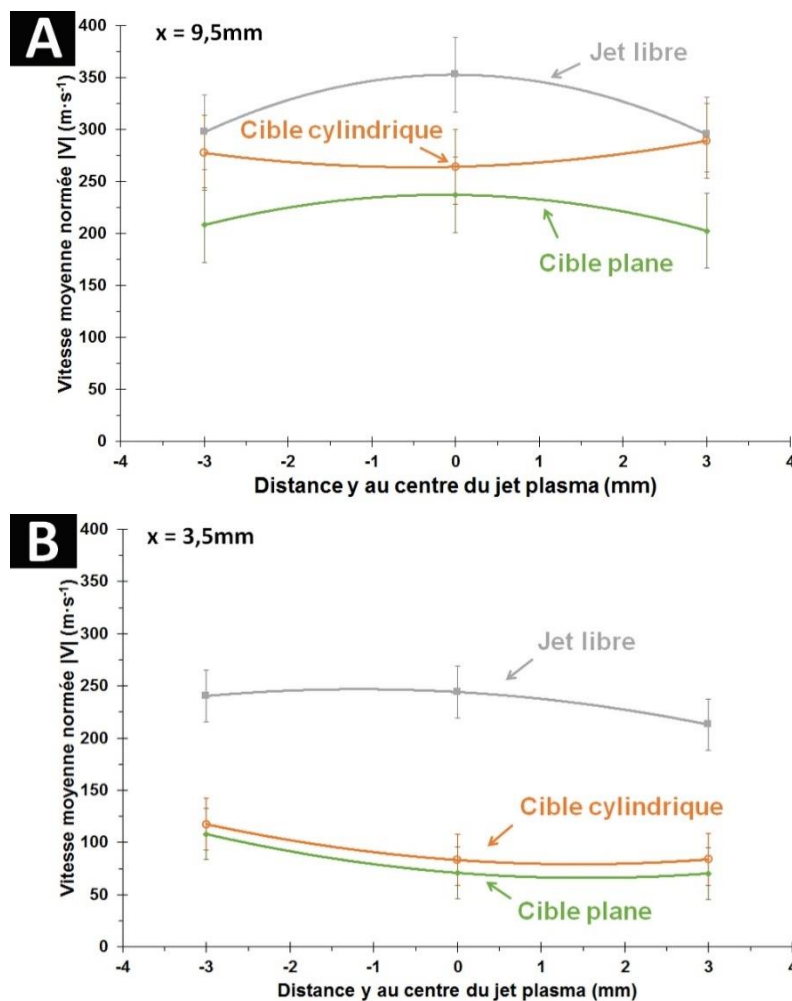 A
x = 9,5mm
Vitesse moyenne normée |V| (m·s⁻¹)
400
350
300
250
200
150
100
50
0
Jet libre
Cible cylindrique
Cible plane
-4 -3 -2 -1 0 1 2 3 4
Distance y au centre du jet plasma (mm)
B
x = 3,5mm
Vitesse moyenne normée |V| (m·s⁻¹)
400
350
300
250
200
150
100
50
0
Jet libre
Cible cylindrique
Cible plane
-4 -3 -2 -1 0 1 2 3 4
Distance y au centre du jet plasma (mm)